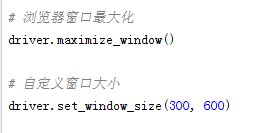 # 浏览器窗口最大化
driver.maximize_window()
# 自定义窗口大小
driver.set_window_size(300, 600)